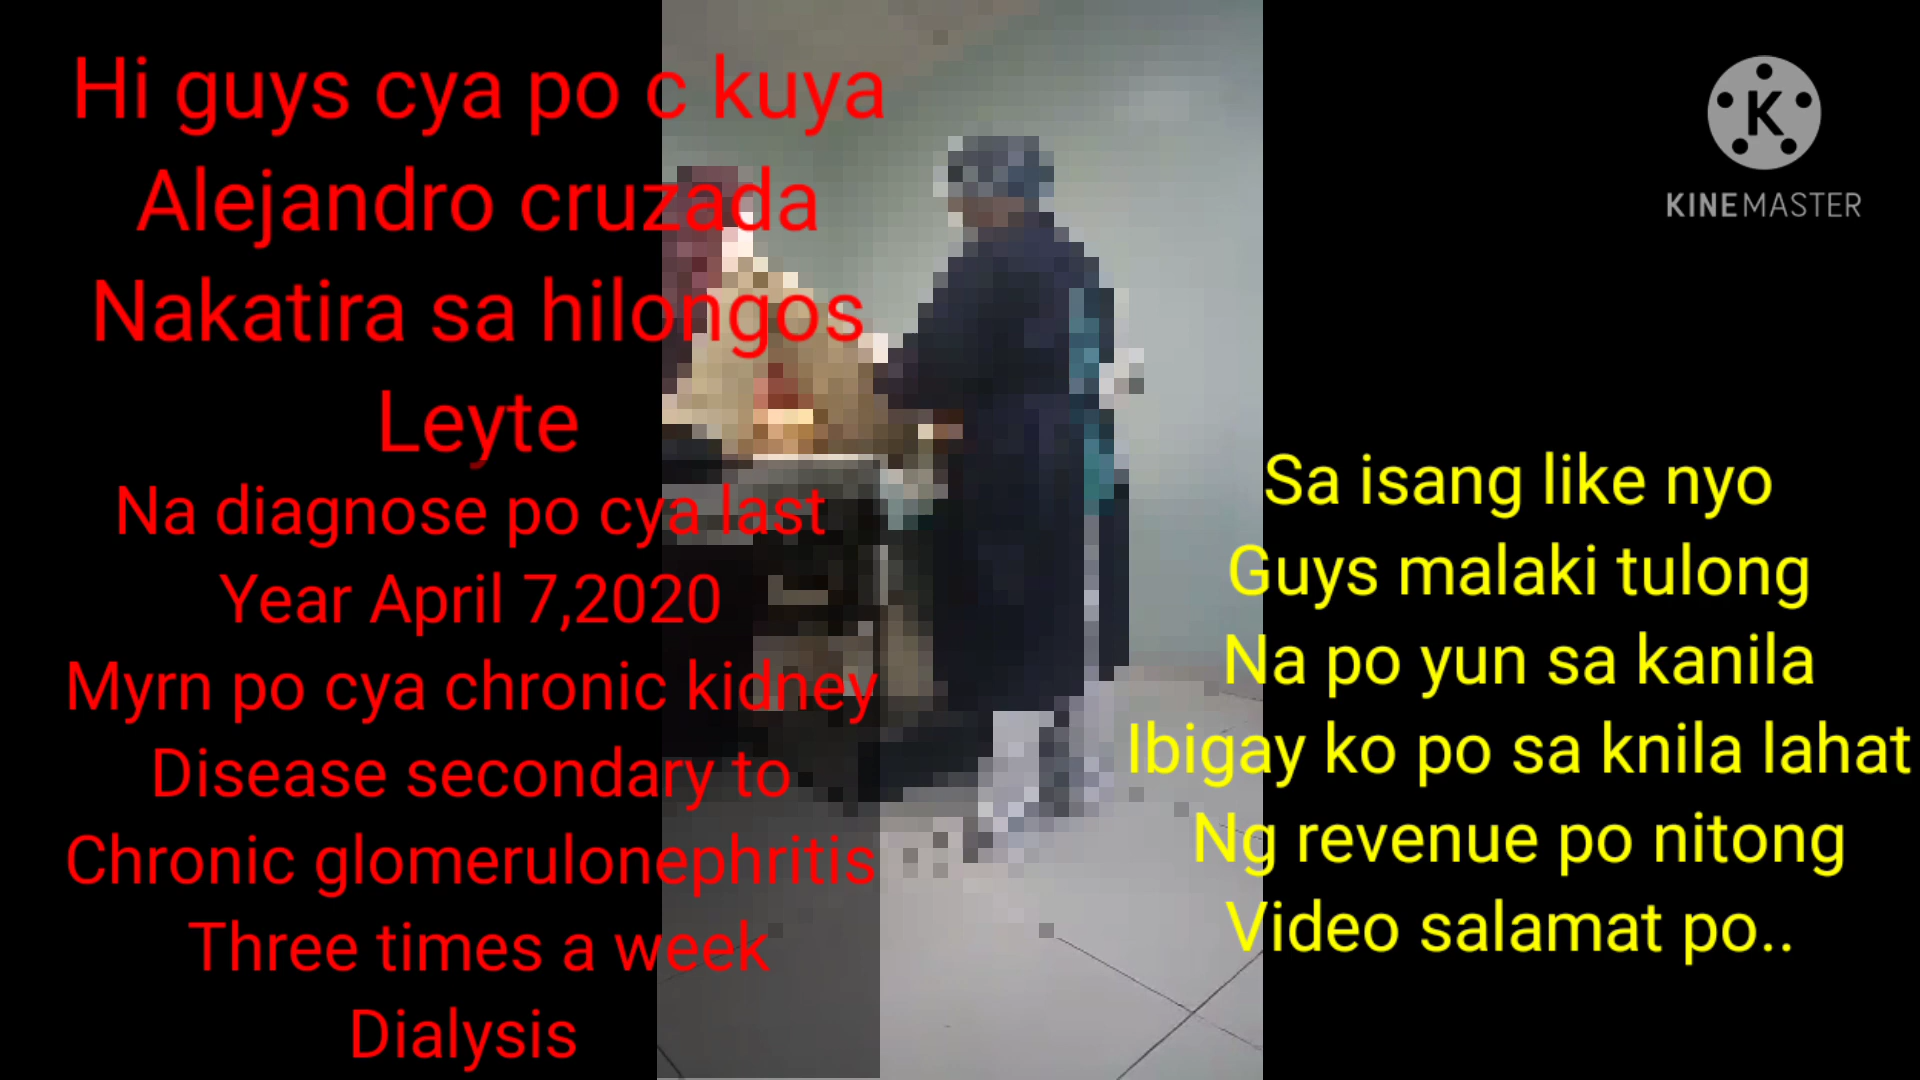 Hi guys cya po c kuya
Alejandro cruzada
Nakatira sa hilongos
Leyte
Na diagnose po cya last
Year April 7,2020
Myrn po cya chronic kidney
Disease secondary to
Chronic glomerulonephritis
Three times a week
Dialysis
KINEMASTER
Sa isang like nyo
Guys malaki tulong
Na po yun sa kanila
Ibigay ko po sa knila lahat
Ng revenue po nitong
Video salamat po..